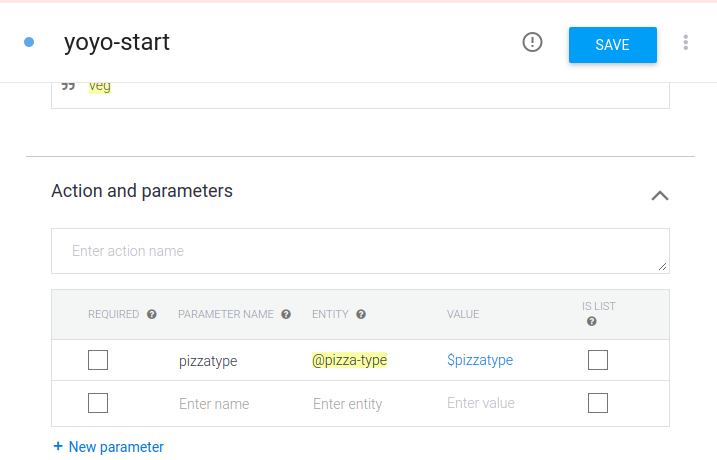 yoyo-start
SAVE
veg
Action and parameters
Enter action name
REQUIRED PARAMETER NAME ENTITY VALUE IS LIST
pizzatype @pizza-type $pizzatype
Enter name Enter entity Enter value
+ New parameter